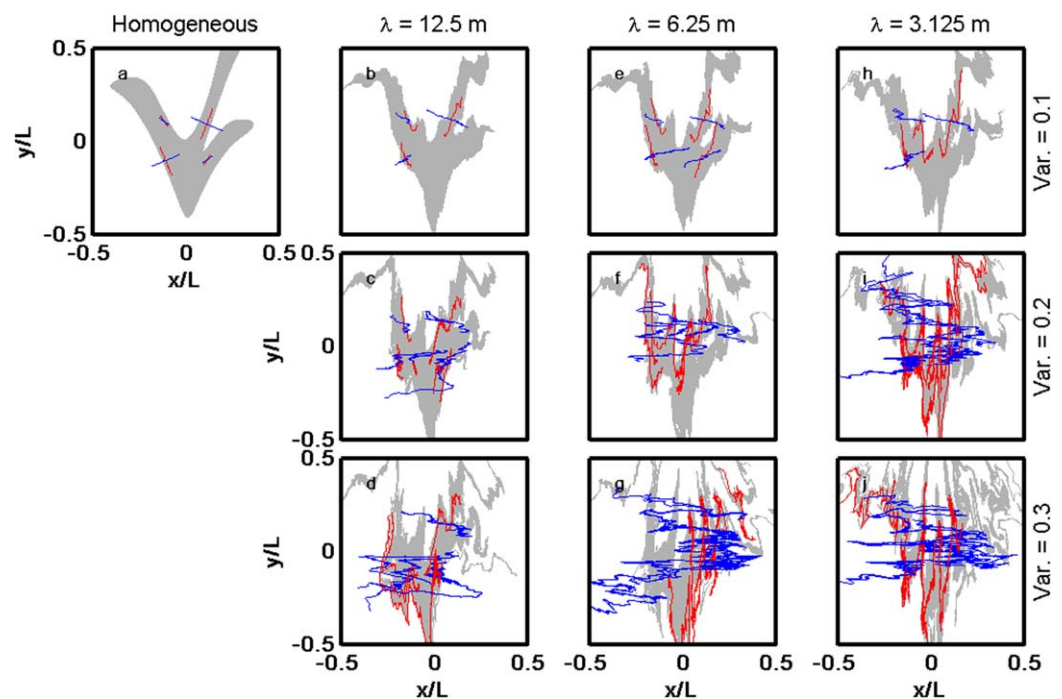 Homogeneous
λ = 12.5 m
λ = 6.25 m
λ = 3.125 m
0.5
a
b
e
h
y/L
0
Var. = 0.1
-0.5
-0.5
0
0.5
x/L
0.5
c
f
i
y/L
0
Var. = 0.2
-0.5
0.5
d
g
j
y/L
0
Var. = 0.3
-0.5
-0.5
0
0.5
-0.5
0
0.5
-0.5
0
0.5
x/L
x/L
x/L